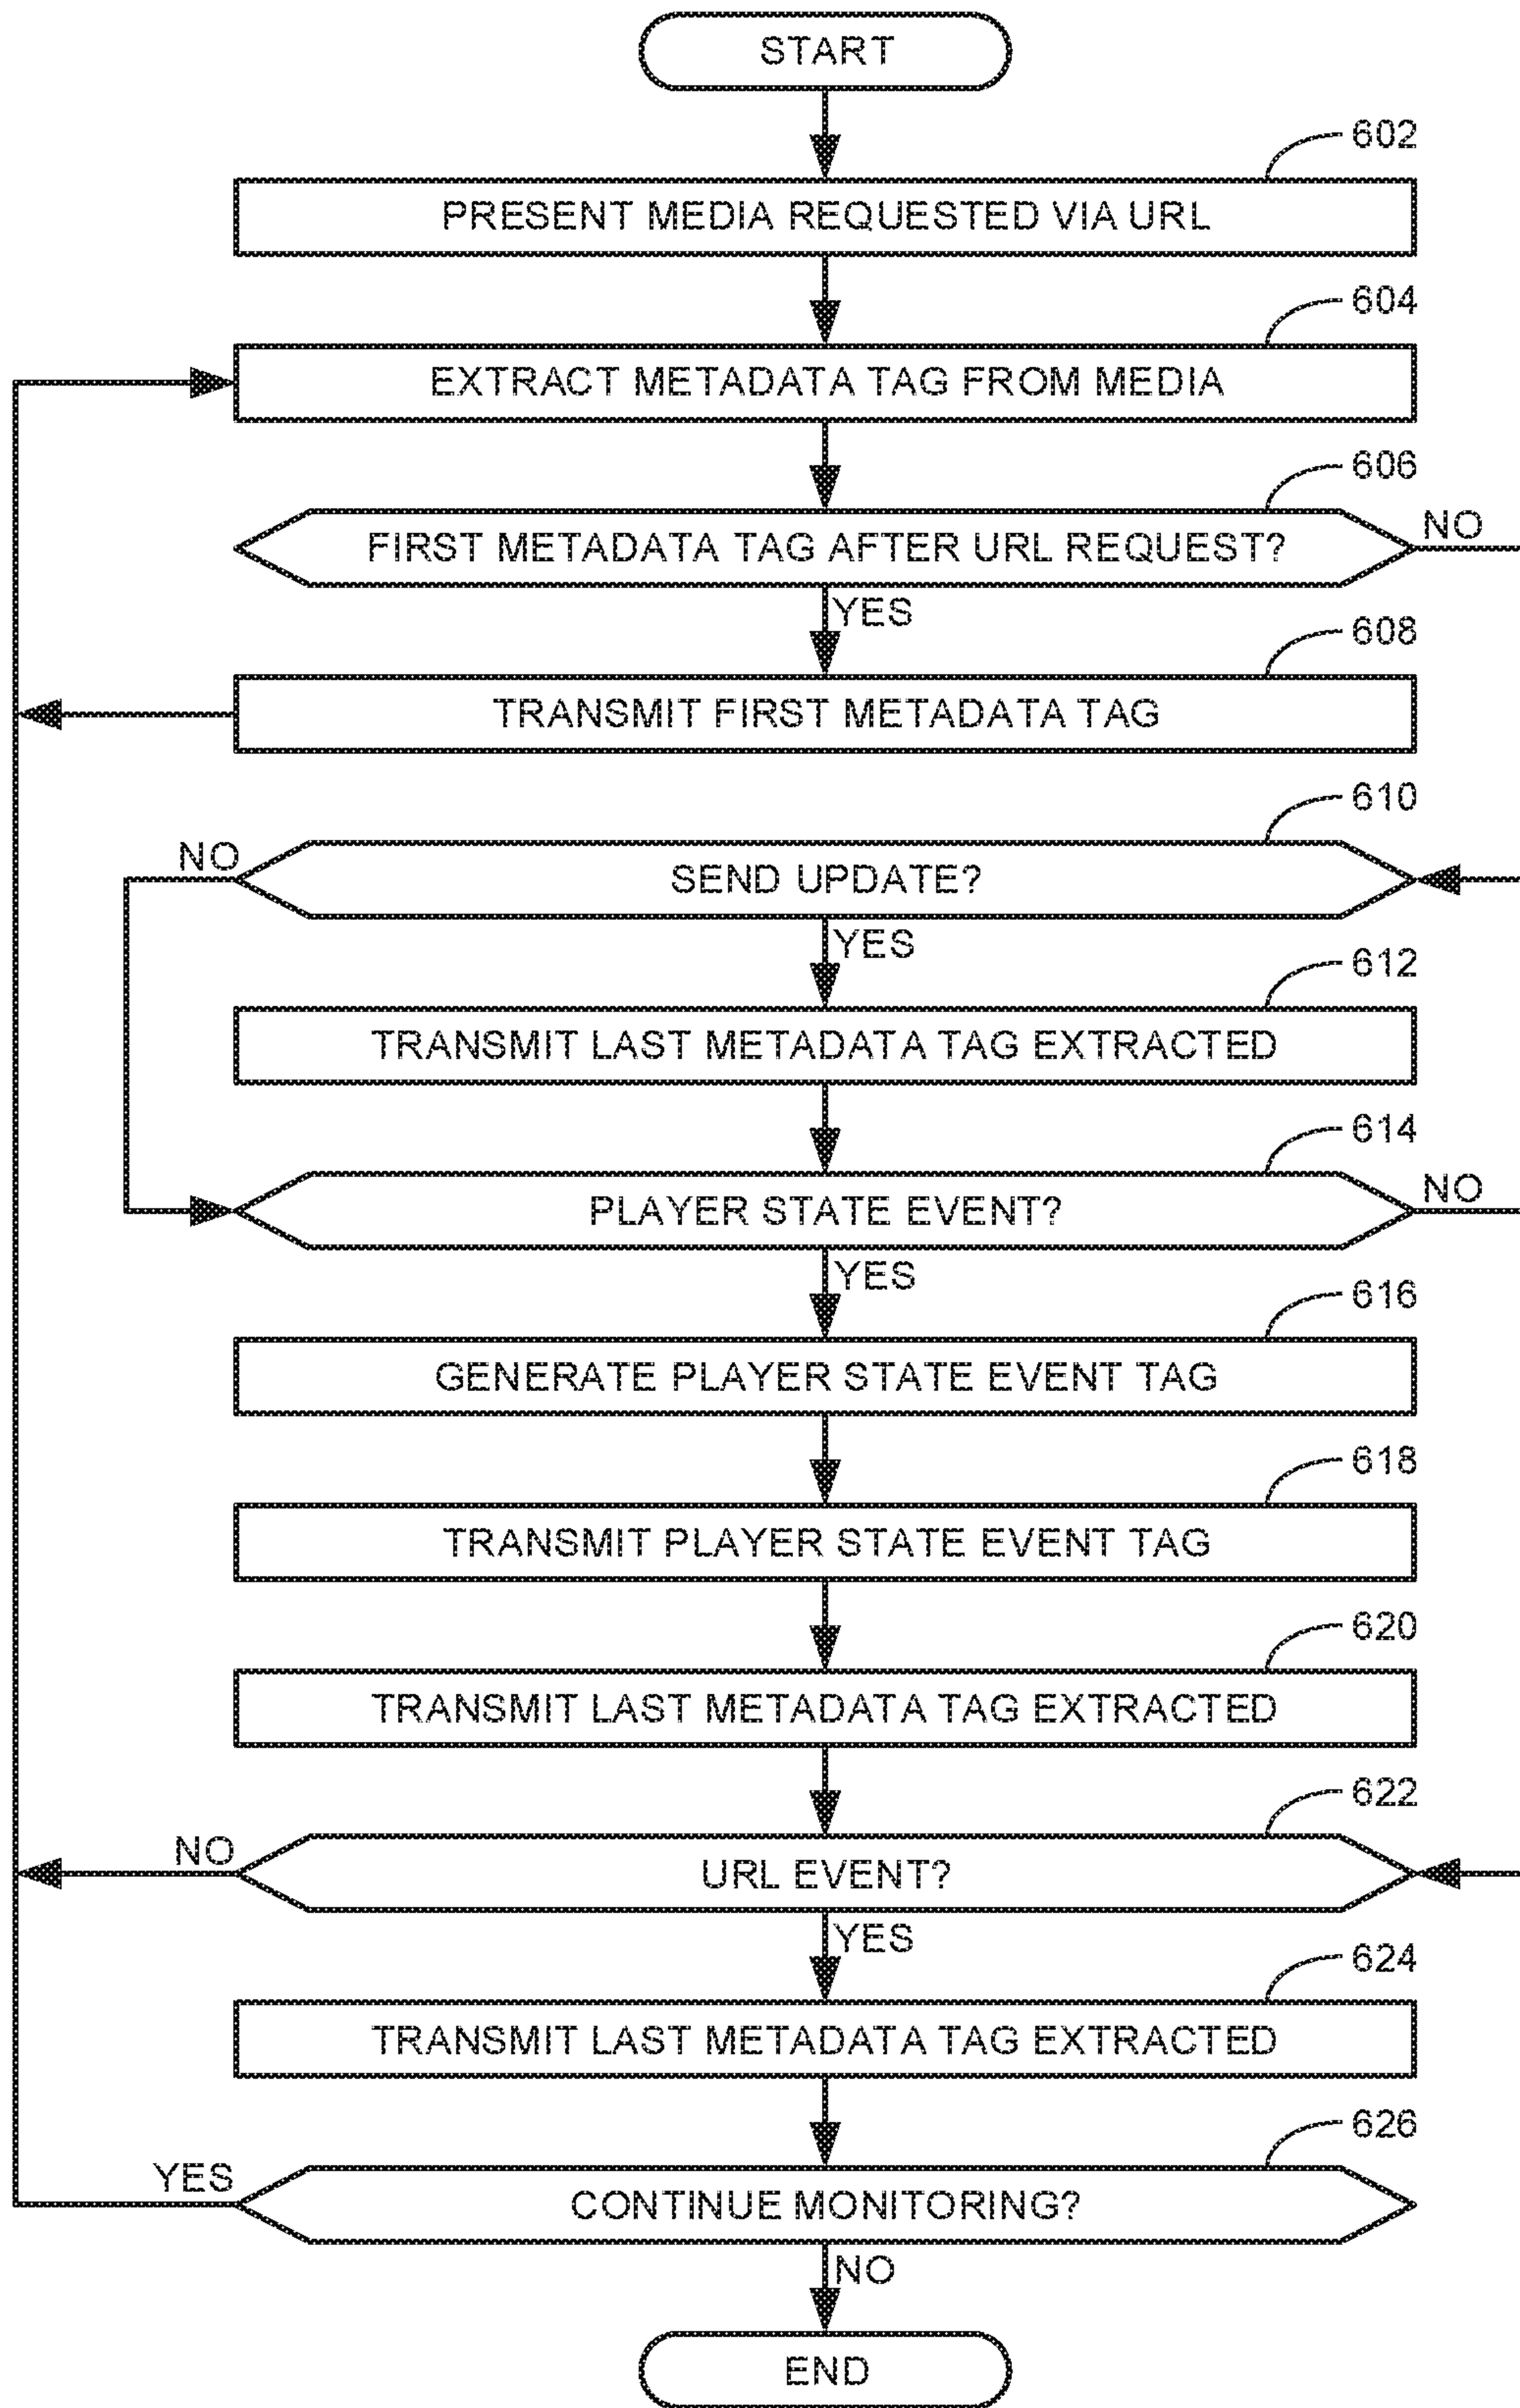 START
602
PRESENT MEDIA REQUESTED VIA URL
604
EXTRACT METADATA TAG FROM MEDIA
606
FIRST METADATA TAG AFTER URL REQUEST?
NO
YES
608
TRANSMIT FIRST METADATA TAG
610
NO
SEND UPDATE?
YES
612
TRANSMIT LAST METADATA TAG EXTRACTED
614
PLAYER STATE EVENT?
NO
YES
616
GENERATE PLAYER STATE EVENT TAG
618
TRANSMIT PLAYER STATE EVENT TAG
620
TRANSMIT LAST METADATA TAG EXTRACTED
622
NO
URL EVENT?
YES
624
TRANSMIT LAST METADATA TAG EXTRACTED
626
YES
CONTINUE MONITORING?
NO
END